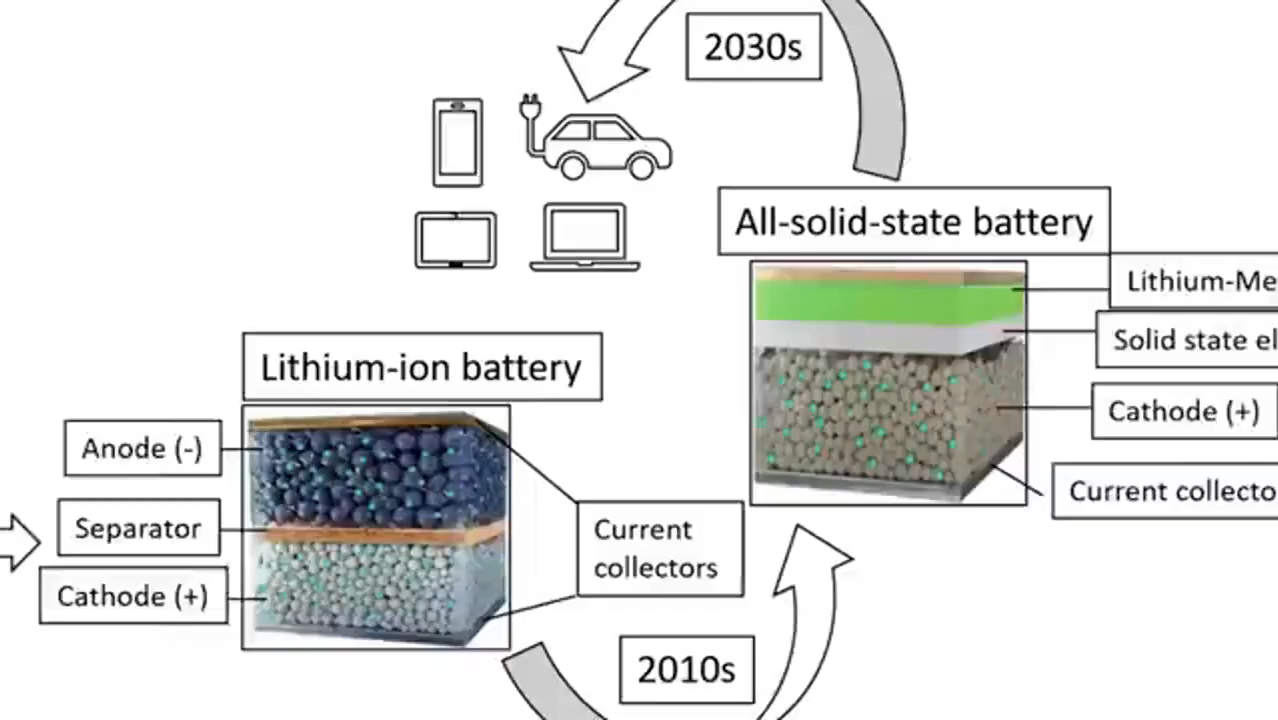 2030s
All-solid-state battery
Lithium-Me
Solid state el
Cathode (+)
Current collecto
Lithium-ion battery
Anode (-)
Separator
Cathode (+)
Current
collectors
2010s